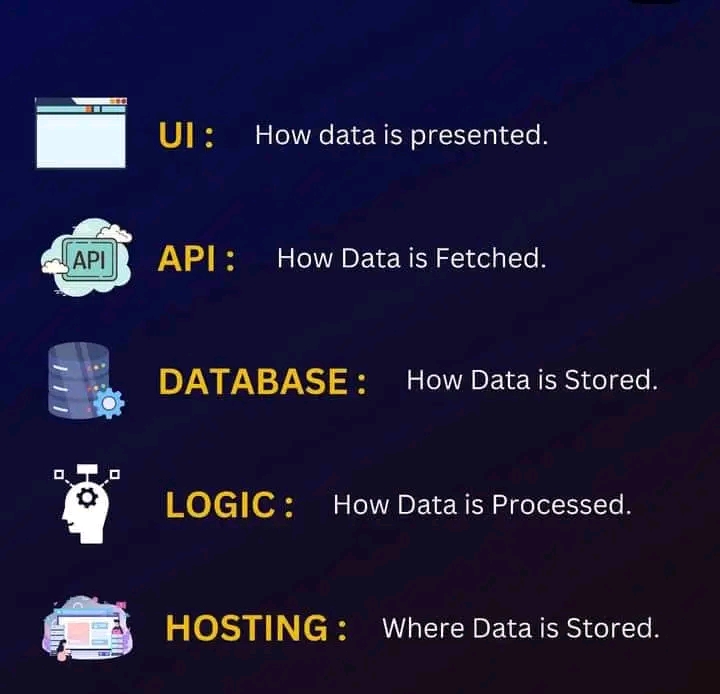 UI : How data is presented.
API
API : How Data is Fetched.
DATABASE : How Data is Stored.
LOGIC : How Data is Processed.
HOSTING : Where Data is Stored.